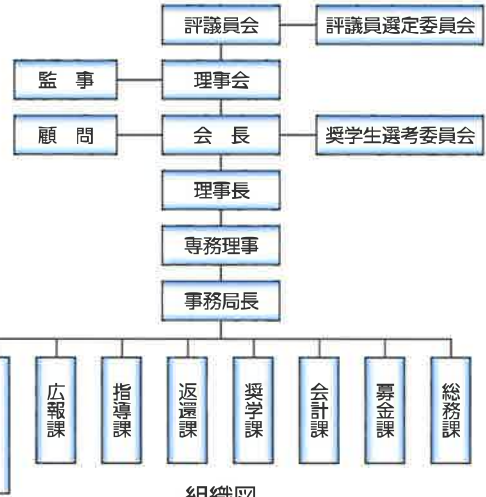 評議員会
評議員選定委員会
監 事
理事会
顧 問
会 長
奨学生選考委員会
理事長
専務理事
事務局長
広報課
指導課
返還課
奨学課
会計課
募金課
総務課
組織図